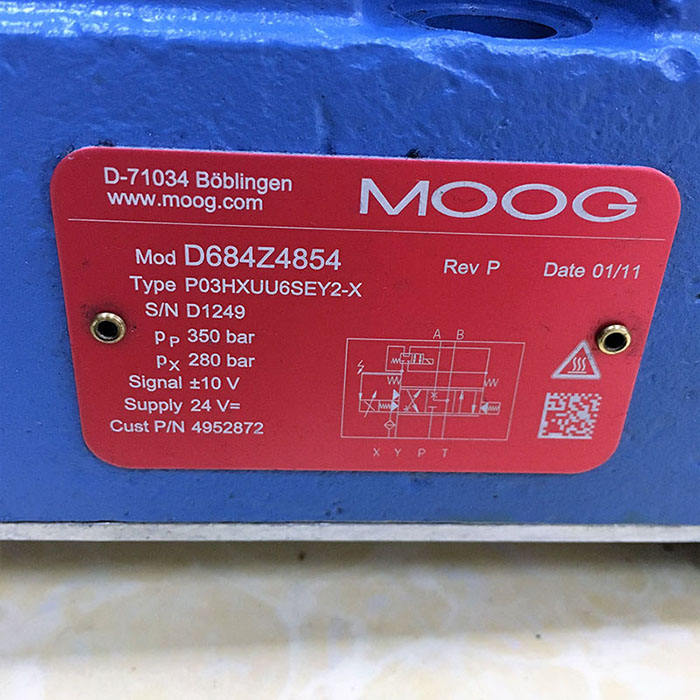 D-71034 Böblingen
www.moog.com
MOOG
Mod D684Z4854 Rev P Date 01/11
Type P03HXUU6SEY2-X
S/N D1249
pP 350 bar
pX 280 bar
Signal ±10 V
Supply 24 V=
Cust P/N 4952872
A B
X Y P T